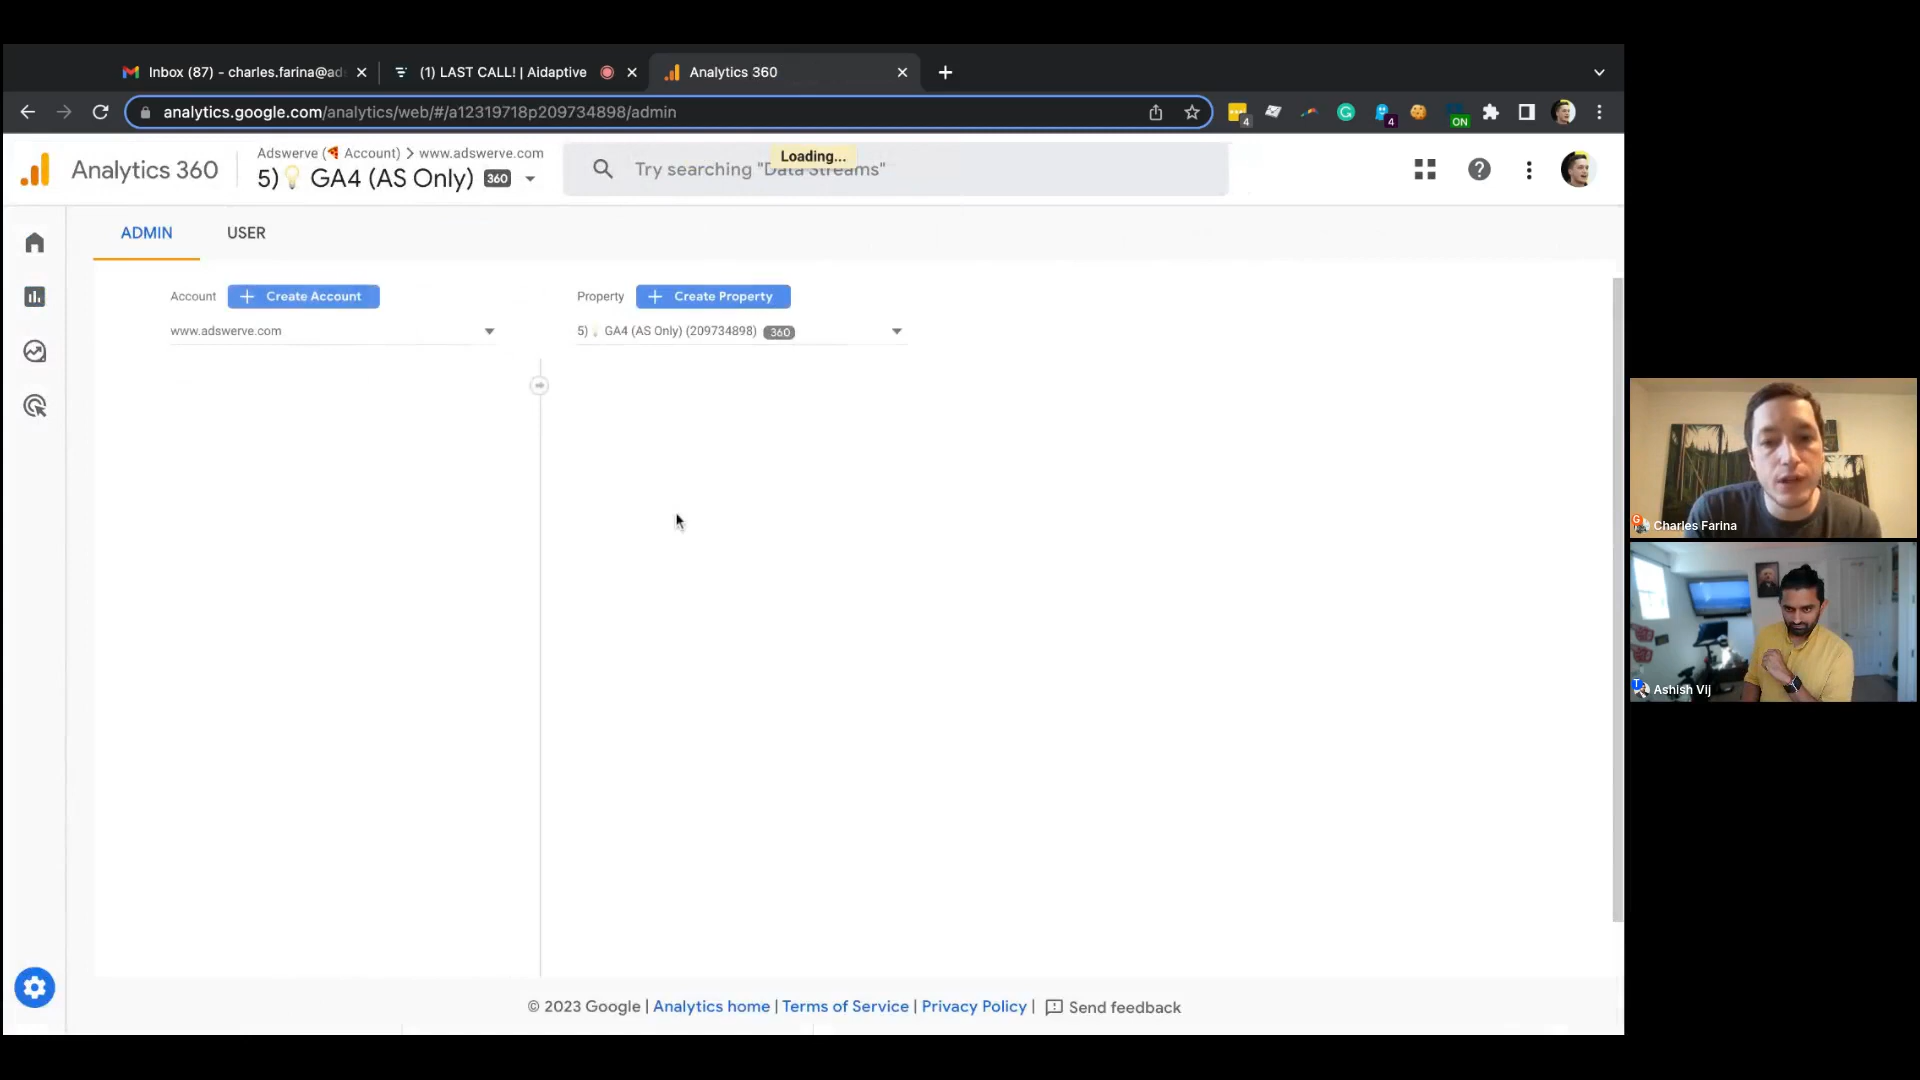 Inbox (87) - charles.farina@ad
(1) LAST CALL! | Aidaptive
Analytics 360
analytics.google.com/analytics/web/#/a12319718p209734898/admin
4
4
ON
Analytics 360
Adswerve ( Account) > www.adswerve.com
5) GA4 (AS Only) 360
Loading...
Try searching "Data Streams"
ADMIN
USER
Account
Create Account
Property
Create Property
www.adswerve.com
5) GA4 (AS Only) (209734898) 360
Charles Farina
Ashish Vij
© 2023 Google | Analytics home | Terms of Service | Privacy Policy | Send feedback